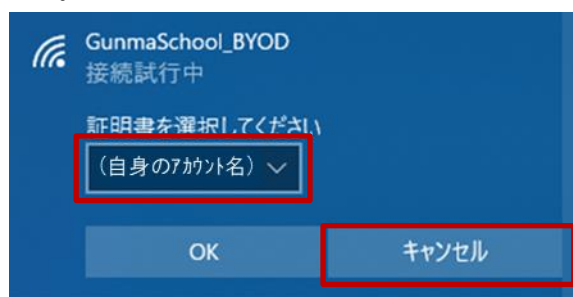 GunmaSchool_BYOD
接続試行中
証明書を選択してください
（自身のアカウント名）
OK
キャンセル